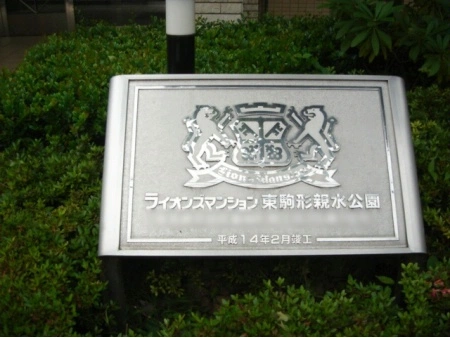 ライオンズマンション東駒形親水公園
平成14年2月竣工